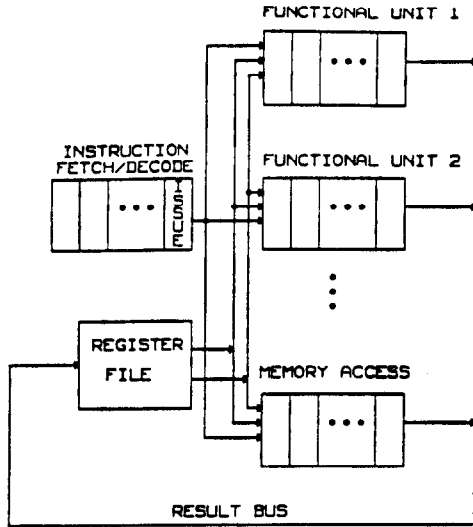 FUNCTIONAL UNIT 1
INSTRUCTION
FETCH/DECODE
ISSUE
FUNCTIONAL UNIT 2
REGISTER
FILE
MEMORY ACCESS
RESULT BUS